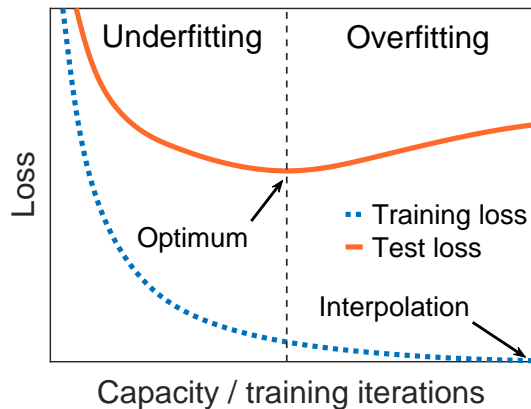 Underfitting
Overfitting
Loss
Optimum
Training loss
Test loss
Interpolation
Capacity / training iterations